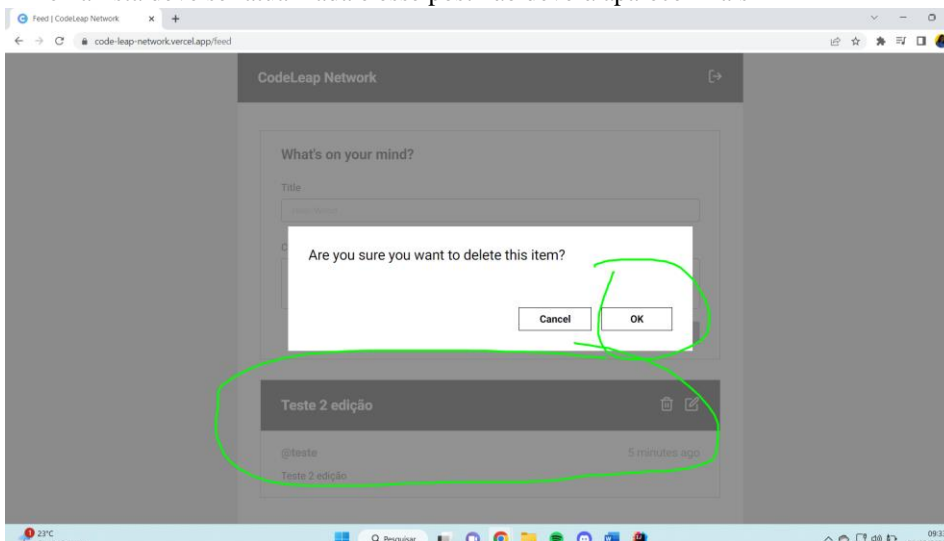 Feed | CodeLeap Network
code-leap-network.vercel.app/feed
CodeLeap Network
What's on your mind?
Title
Are you sure you want to delete this item?
Cancel
OK
Teste 2 edição
@teste
5 minutes ago
Teste 2 edição
23°C
Pesquisar